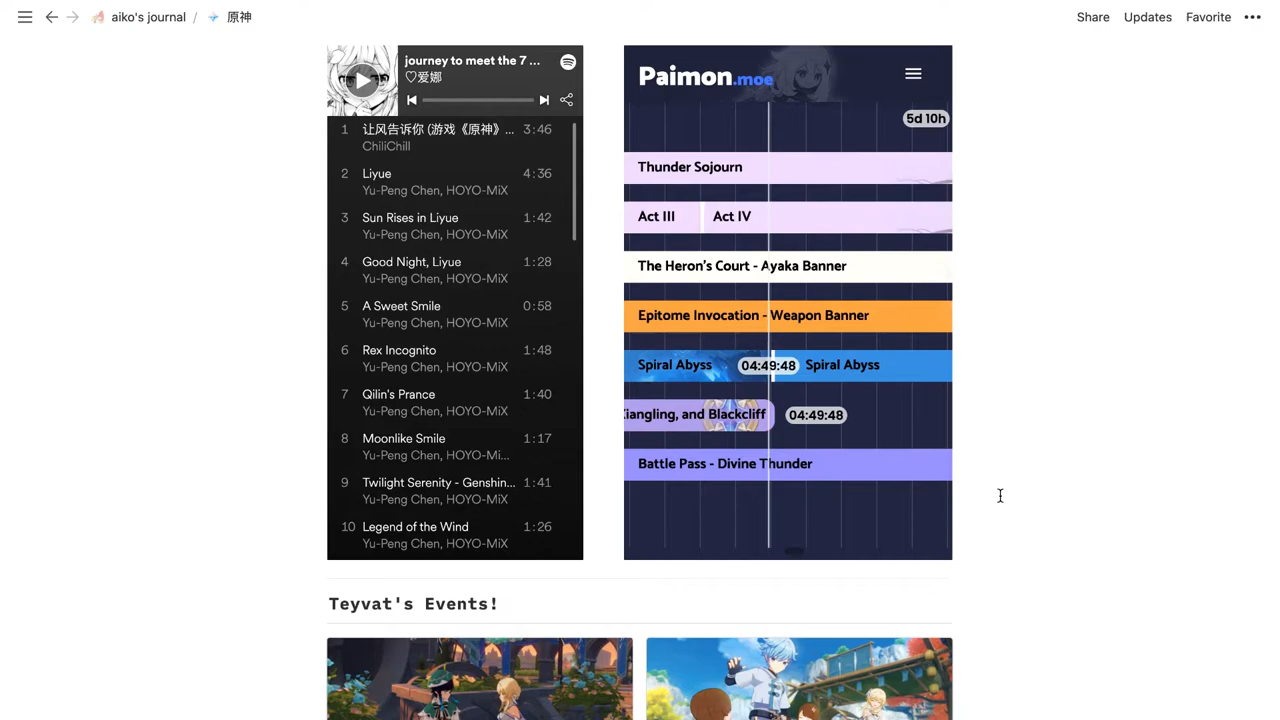 aiko's journal / 原神
Share Updates Favorite
journey to meet the 7 ...
♡爱娜
1 让风告诉你 (游戏《原神》... 3:46
ChiliChill
2 Liyue 4:36
Yu-Peng Chen, HOYO-MiX
3 Sun Rises in Liyue 1:42
Yu-Peng Chen, HOYO-MiX
4 Good Night, Liyue 1:28
Yu-Peng Chen, HOYO-MiX
5 A Sweet Smile 0:58
Yu-Peng Chen, HOYO-MiX
6 Rex Incognito 1:48
Yu-Peng Chen, HOYO-MiX
7 Qilin's Prance 1:40
Yu-Peng Chen, HOYO-MiX
8 Moonlike Smile 1:17
Yu-Peng Chen, HOYO-Mi...
9 Twilight Serenity - Genshin... 1:41
Yu-Peng Chen, HOYO-MiX
10 Legend of the Wind 1:26
Yu-Peng Chen, HOYO-MiX
Paimon.moe
5d 10h
Thunder Sojourn
Act III Act IV
The Heron's Court - Ayaka Banner
Epitome Invocation - Weapon Banner
Spiral Abyss 04:49:48 Spiral Abyss
Xiangling, and Blackcliff 04:49:48
Battle Pass - Divine Thunder
Teyvat's Events!